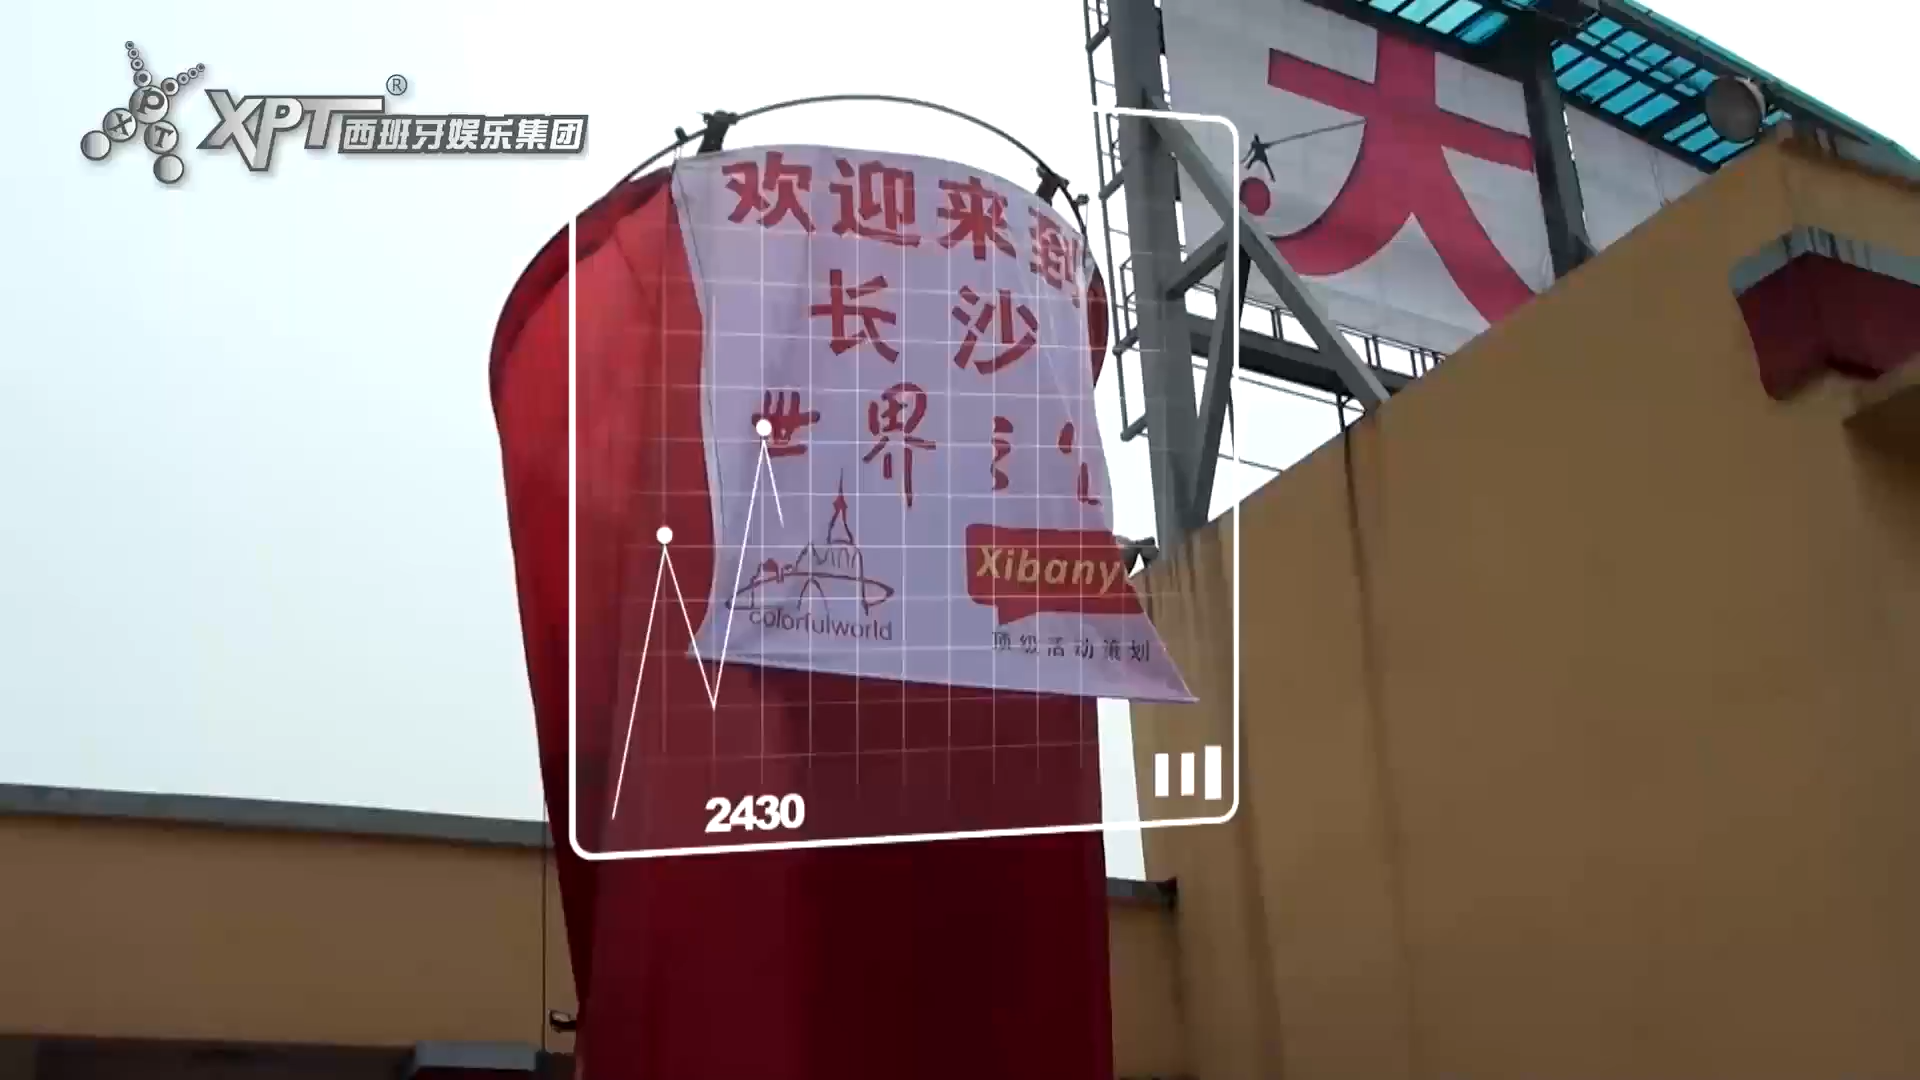 XPT®西班牙娱乐集团
大
欢迎来到
长沙
世界之
colorfulworld
Xibany
顶级活动策划
2430